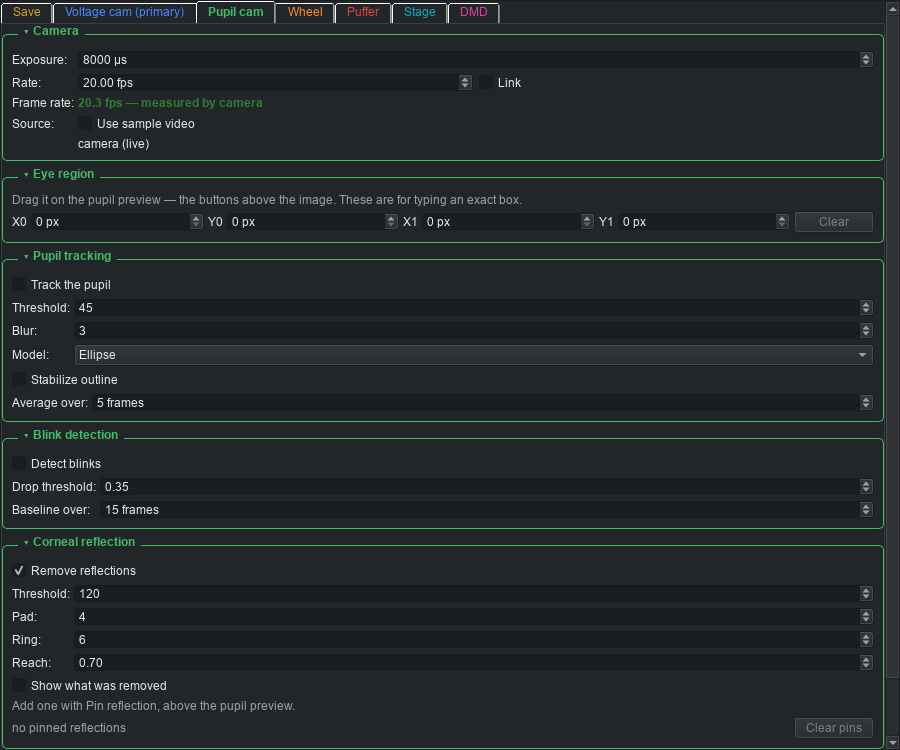 Save Voltage cam (primary) Pupil cam Wheel Puffer Stage DMD
Camera
Exposure: 8000 µs
Rate: 20.00 fps Link
Frame rate: 20.3 fps — measured by camera
Source: Use sample video
camera (live)
Eye region
Drag it on the pupil preview — the buttons above the image. These are for typing an exact box.
X0 0 px Y0 0 px X1 0 px Y1 0 px Clear
Pupil tracking
Track the pupil
Threshold: 45
Blur: 3
Model: Ellipse
Stabilize outline
Average over: 5 frames
Blink detection
Detect blinks
Drop threshold: 0.35
Baseline over: 15 frames
Corneal reflection
Remove reflections
Threshold: 120
Pad: 4
Ring: 6
Reach: 0.70
Show what was removed
Add one with Pin reflection, above the pupil preview.
no pinned reflections Clear pins